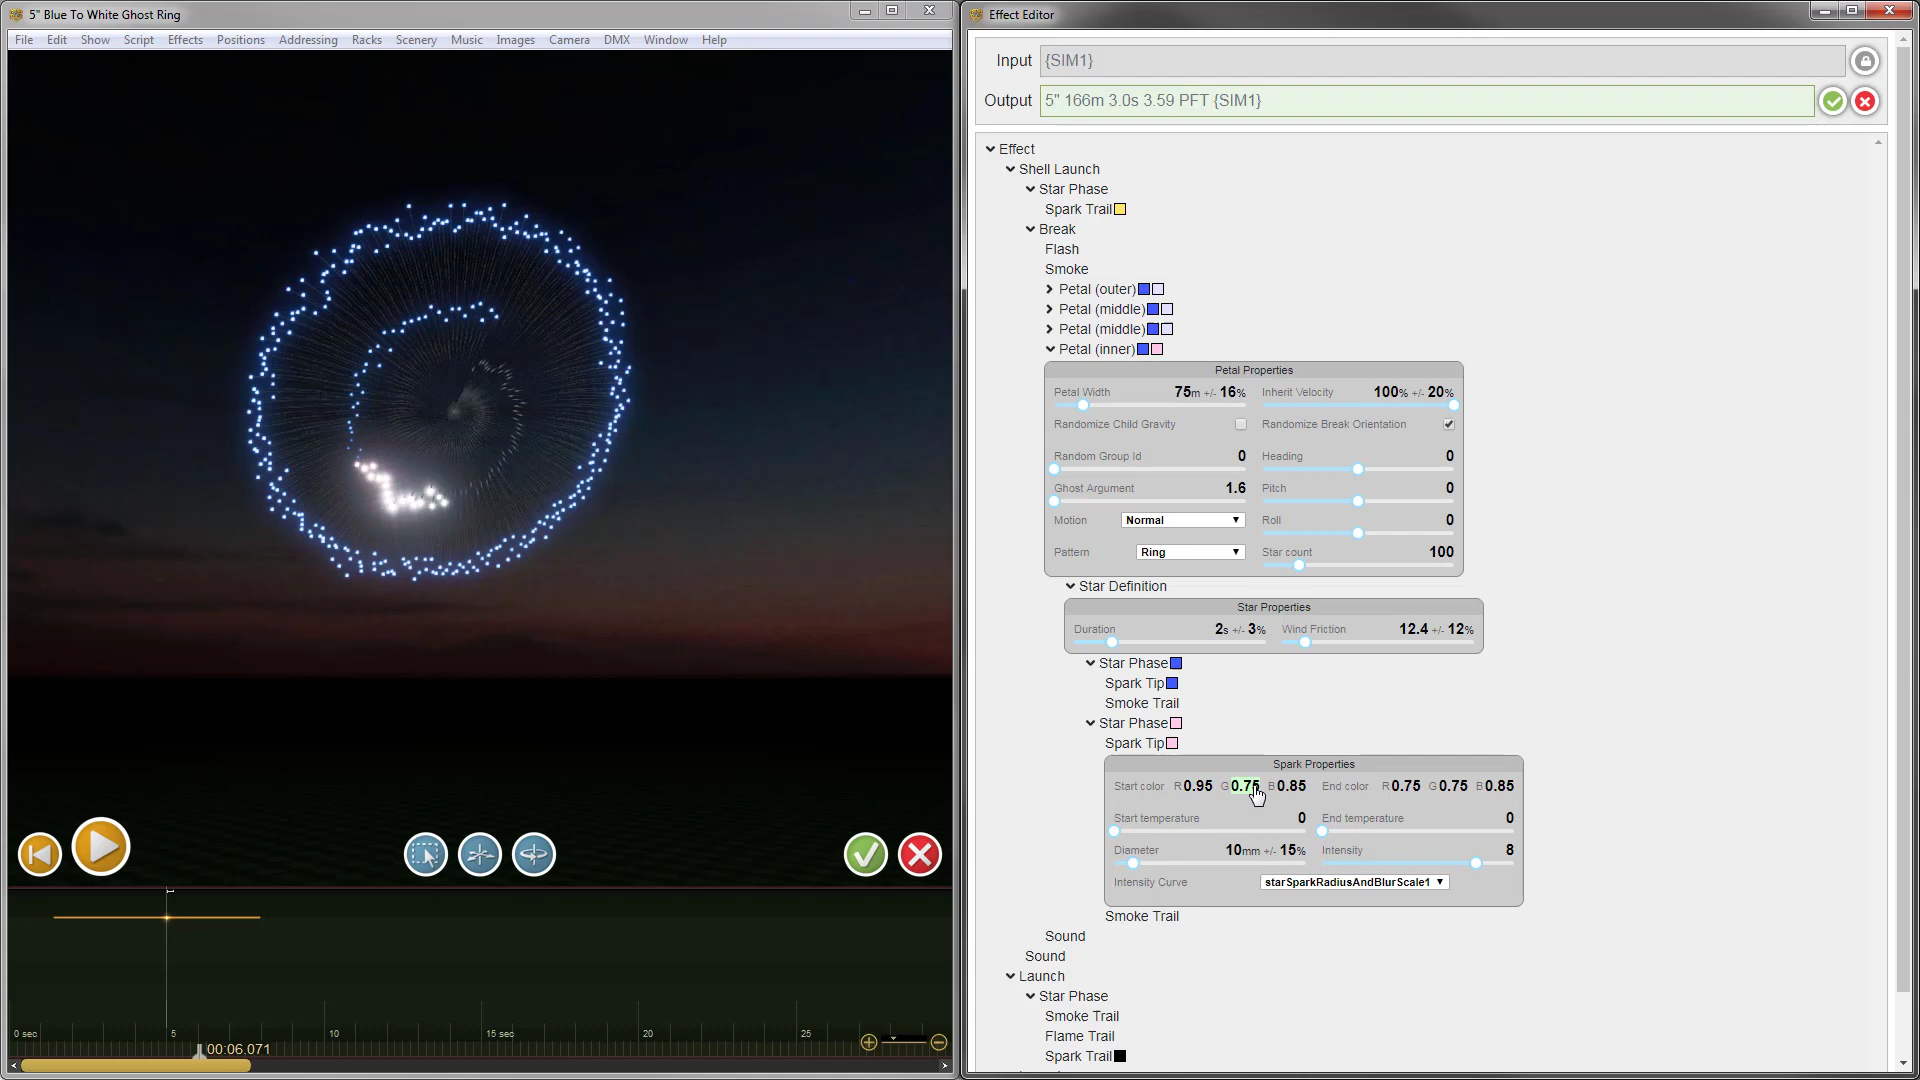 5" Blue To White Ghost Ring
File Edit Show Script Effects Positions Addressing Racks Scenery Music Images Camera DMX Window Help
0 sec 5 10 15 sec 20 25
00:06.071
Effect Editor
Input {SIM1}
Output 5" 166m 3.0s 3.59 PFT {SIM1}
Effect
Shell Launch
Star Phase
Spark Trail
Break
Flash
Smoke
Petal (outer)
Petal (middle)
Petal (middle)
Petal (inner)
Petal Properties
Petal Width 75m +/- 16% Inherit Velocity 100% +/- 20%
Randomize Child Gravity Randomize Break Orientation
Random Group Id 0 Heading 0
Ghost Argument 1.6 Pitch 0
Motion Normal Roll 0
Pattern Ring Star count 100
Star Definition
Star Properties
Duration 2s +/- 3% Wind Friction 12.4 +/- 12%
Star Phase
Spark Tip
Smoke Trail
Star Phase
Spark Tip
Spark Properties
Start color R 0.95 G 0.75 B 0.85 End color R 0.75 G 0.75 B 0.85
Start temperature 0 End temperature 0
Diameter 10mm +/- 15% Intensity 8
Intensity Curve starSparkRadiusAndBlurScale1
Smoke Trail
Sound
Sound
Launch
Star Phase
Smoke Trail
Flame Trail
Spark Trail